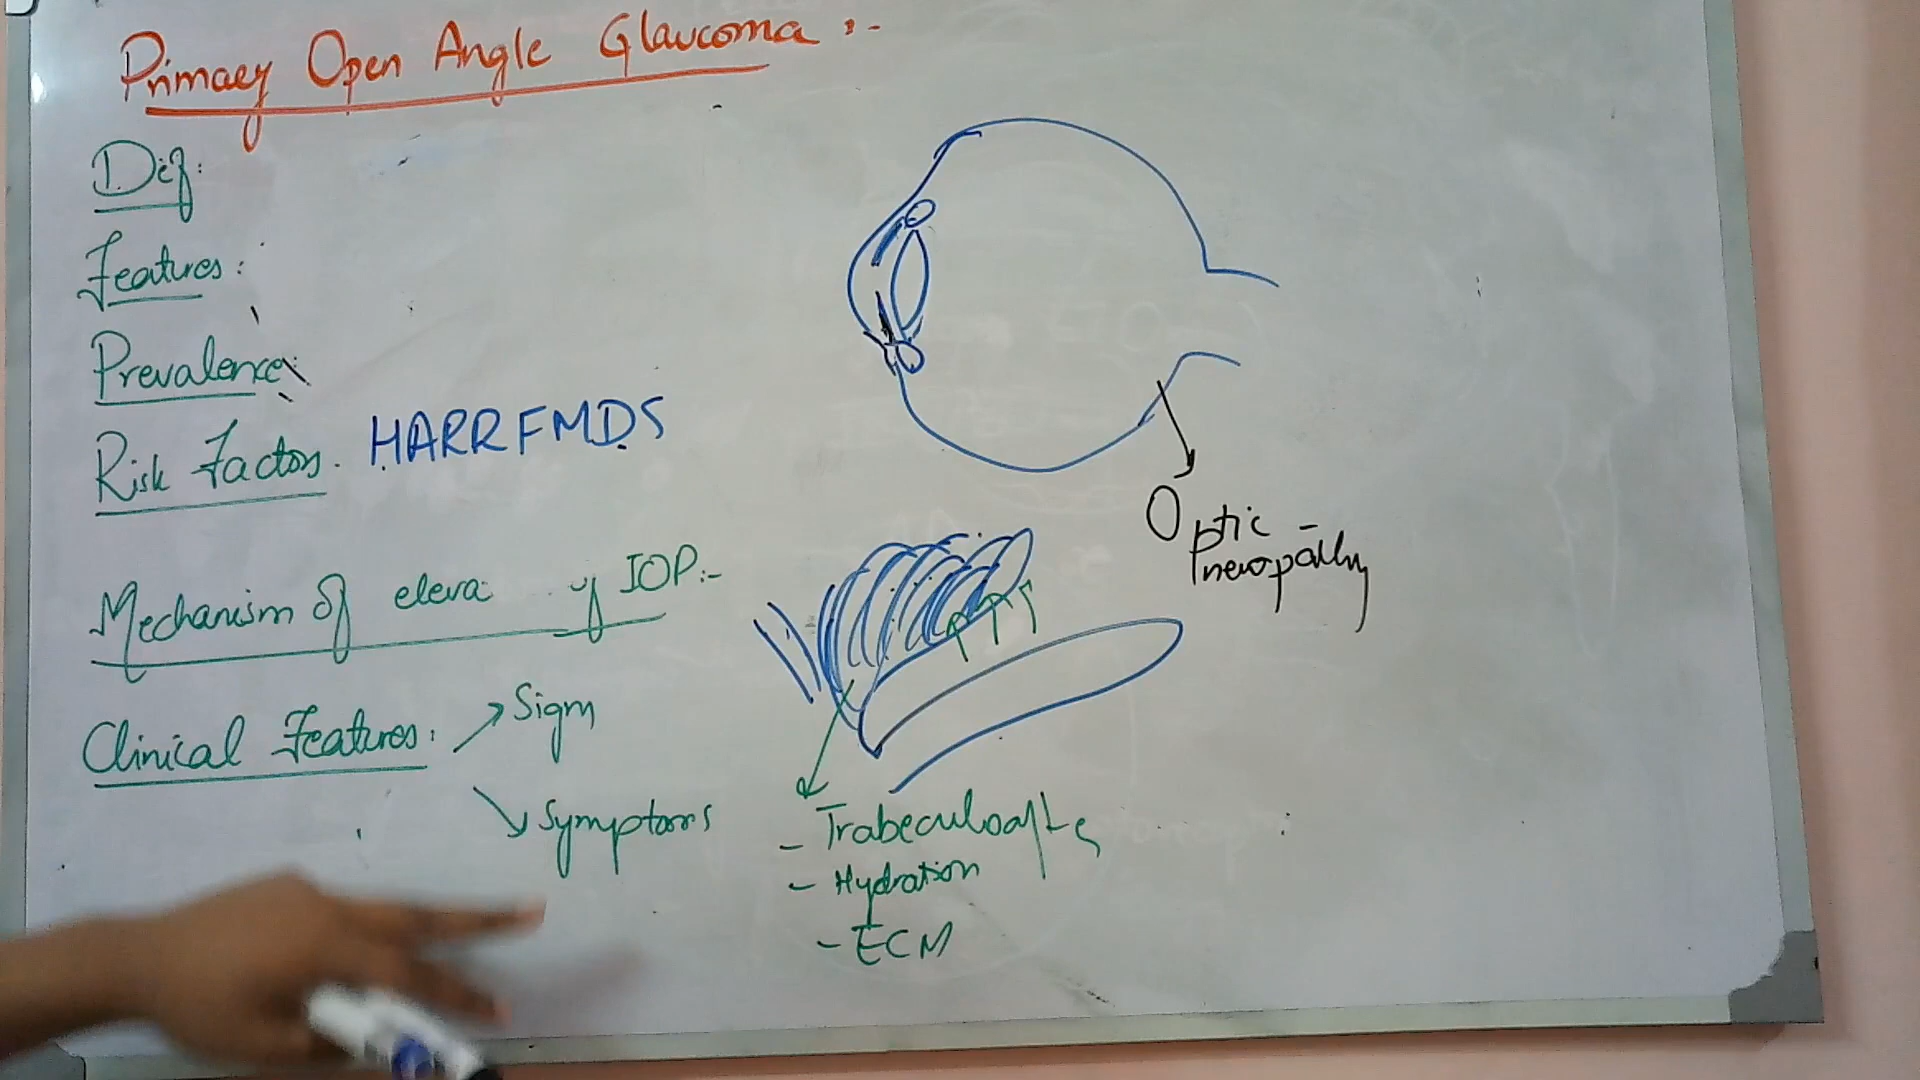 Primary Open Angle Glaucoma :-
Def:
Features:
Prevalence:
Risk Factors. HARRFMDS
Mechanism of eleva of IOP:-
Clinical Features:
Sign
Symptoms
Optic
neuropathy
- Trabeculocytes
- Hydration
- ECM